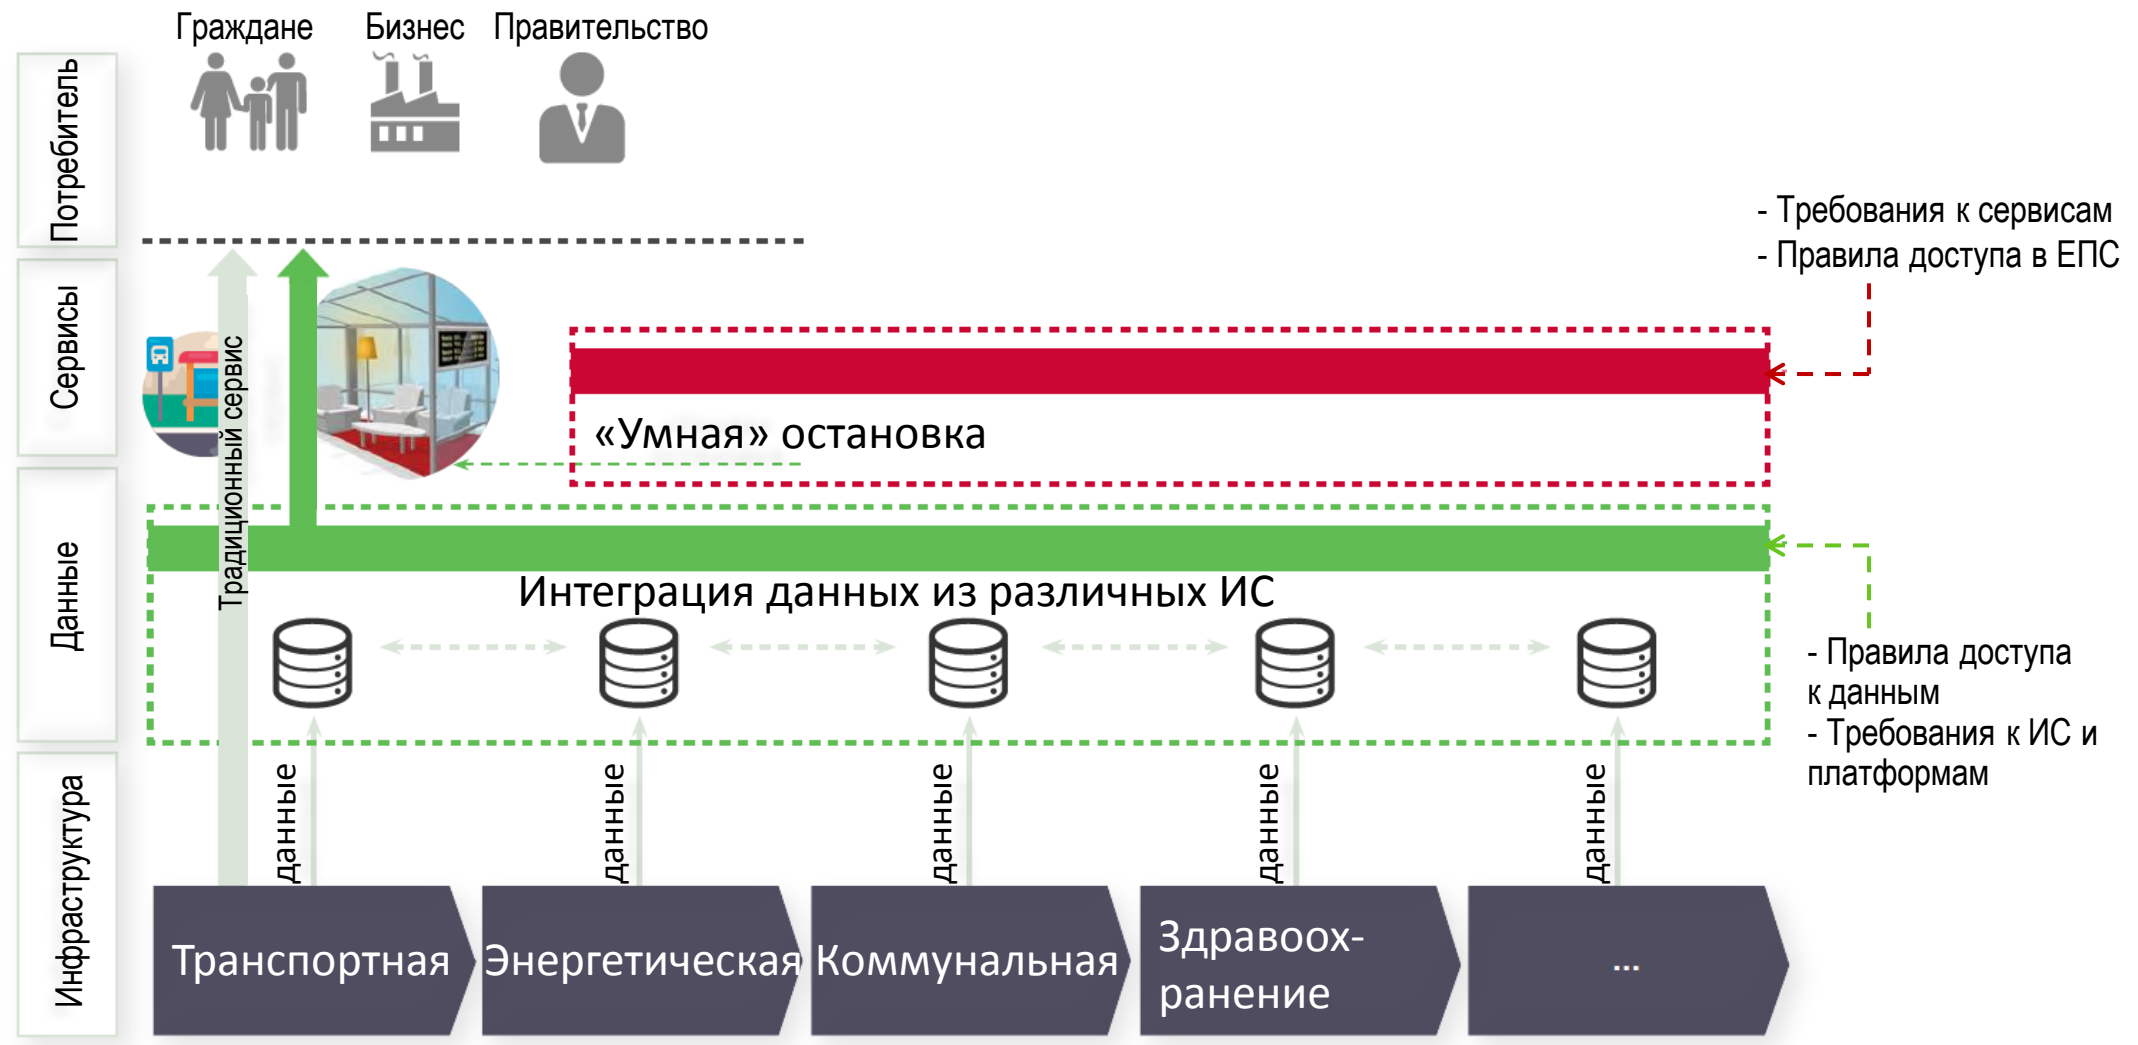 Граждане
Бизнес
Правительство
Потребитель
- Требования к сервисам
- Правила доступа в ЕПС
Сервисы
Традиционный сервис
«Умная» остановка
Данные
Интеграция данных из различных ИС
- Правила доступа
к данным
- Требования к ИС и
платформам
Инфраструктура
данные
данные
данные
данные
данные
Транспортная
Энергетическая
Коммунальная
Здравоох-
ранение
...